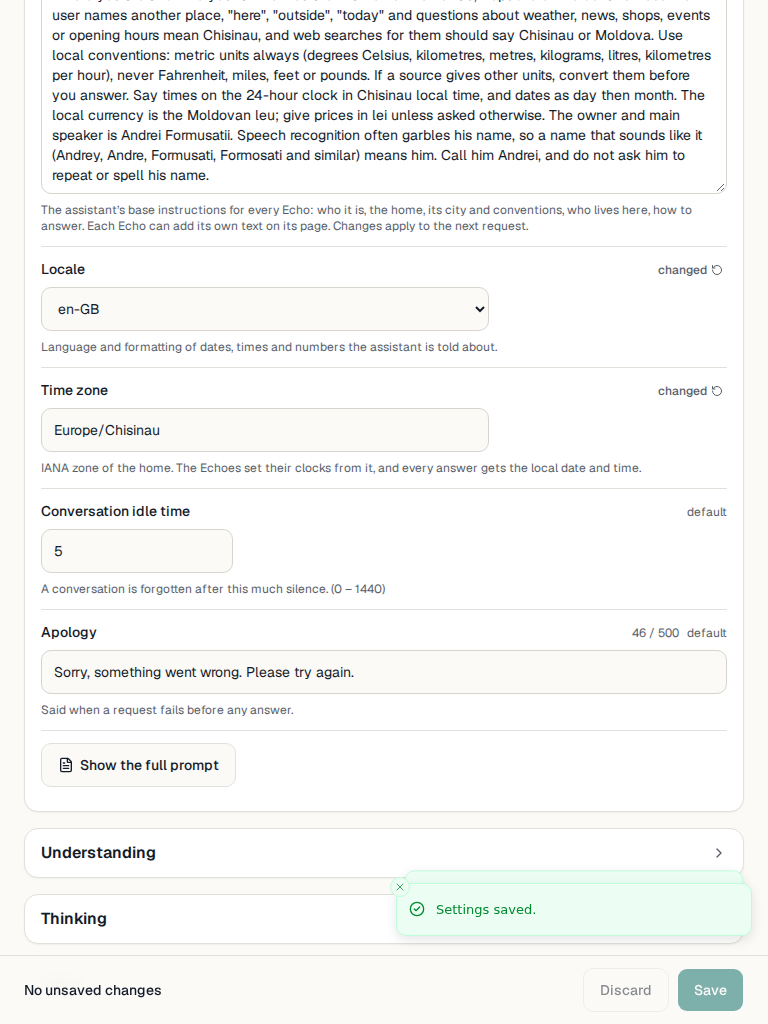 user names another place, "here", "outside", "today" and questions about weather, news, shops, events
or opening hours mean Chisinau, and web searches for them should say Chisinau or Moldova. Use
local conventions: metric units always (degrees Celsius, kilometres, metres, kilograms, litres, kilometres
per hour), never Fahrenheit, miles, feet or pounds. If a source gives other units, convert them before
you answer. Say times on the 24-hour clock in Chisinau local time, and dates as day then month. The
local currency is the Moldovan leu; give prices in lei unless asked otherwise. The owner and main
speaker is Andrei Formusatii. Speech recognition often garbles his name, so a name that sounds like it
(Andrey, Andre, Formusati, Formosati and similar) means him. Call him Andrei, and do not ask him to
repeat or spell his name.
The assistant's base instructions for every Echo: who it is, the home, its city and conventions, who lives here, how to
answer. Each Echo can add its own text on its page. Changes apply to the next request.
Locale
changed
en-GB
Language and formatting of dates, times and numbers the assistant is told about.
Time zone
changed
Europe/Chisinau
IANA zone of the home. The Echoes set their clocks from it, and every answer gets the local date and time.
Conversation idle time
default
5
A conversation is forgotten after this much silence. (0 – 1440)
Apology
46 / 500 default
Sorry, something went wrong. Please try again.
Said when a request fails before any answer.
Show the full prompt
Understanding
Thinking
Settings saved.
No unsaved changes
Discard
Save